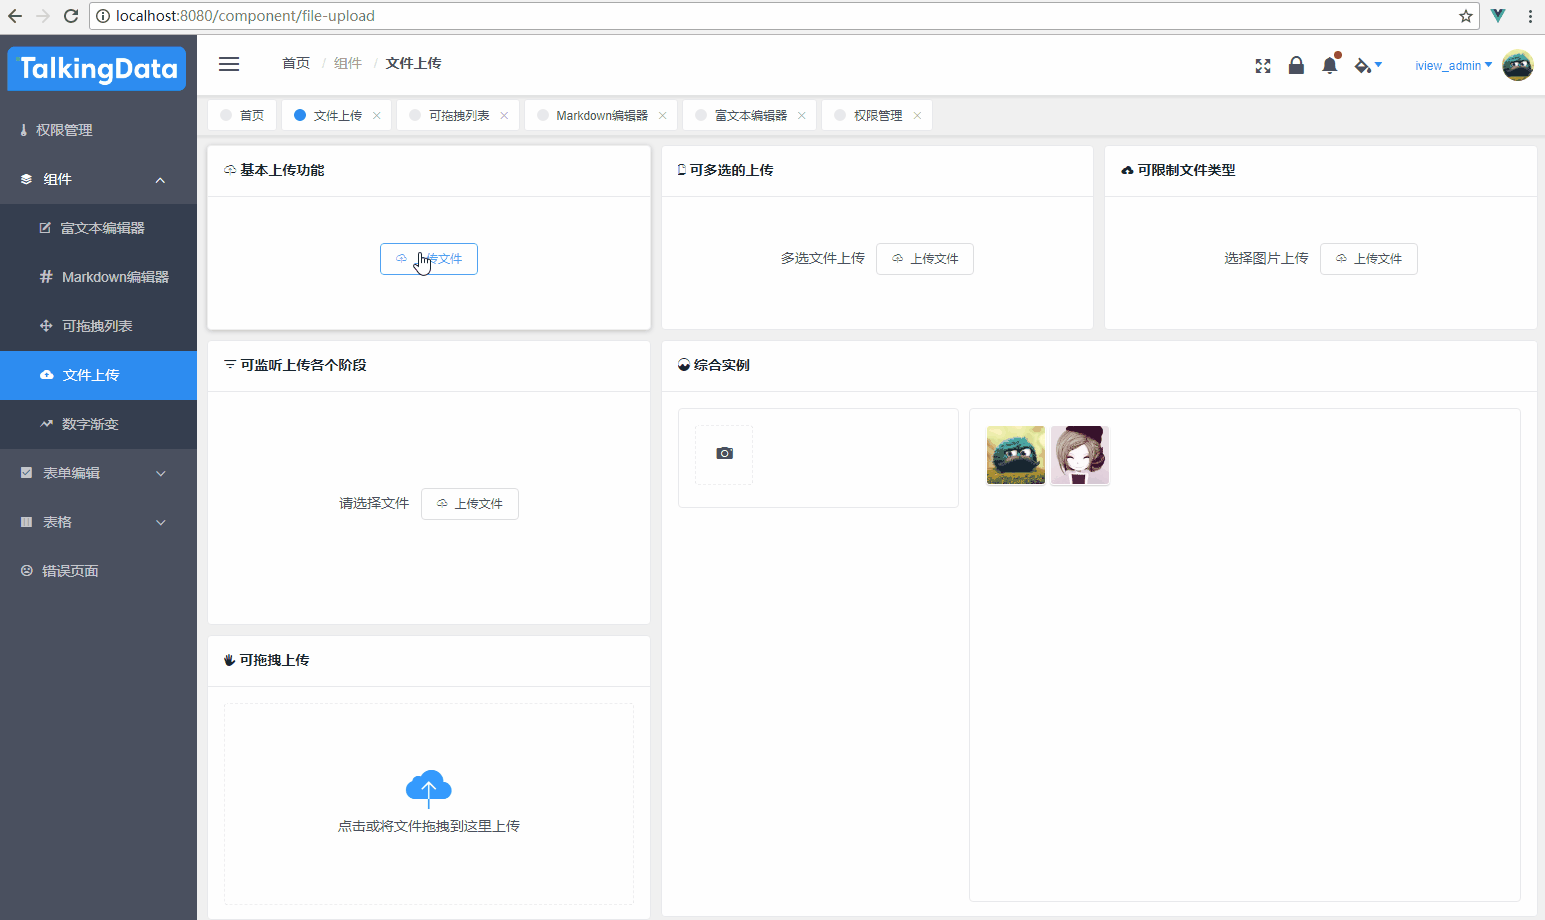 localhost:8080/component/file-upload
TalkingData
首页 / 组件 / 文件上传
iview_admin
首页
文件上传
可拖拽列表
Markdown编辑器
富文本编辑器
权限管理
权限管理
组件
富文本编辑器
Markdown编辑器
可拖拽列表
文件上传
数字渐变
表单编辑
表格
错误页面
基本上传功能
传文件
可多选的上传
多选文件上传
上传文件
可限制文件类型
选择图片上传
上传文件
可监听上传各个阶段
请选择文件
上传文件
综合实例
可拖拽上传
点击或将文件拖拽到这里上传